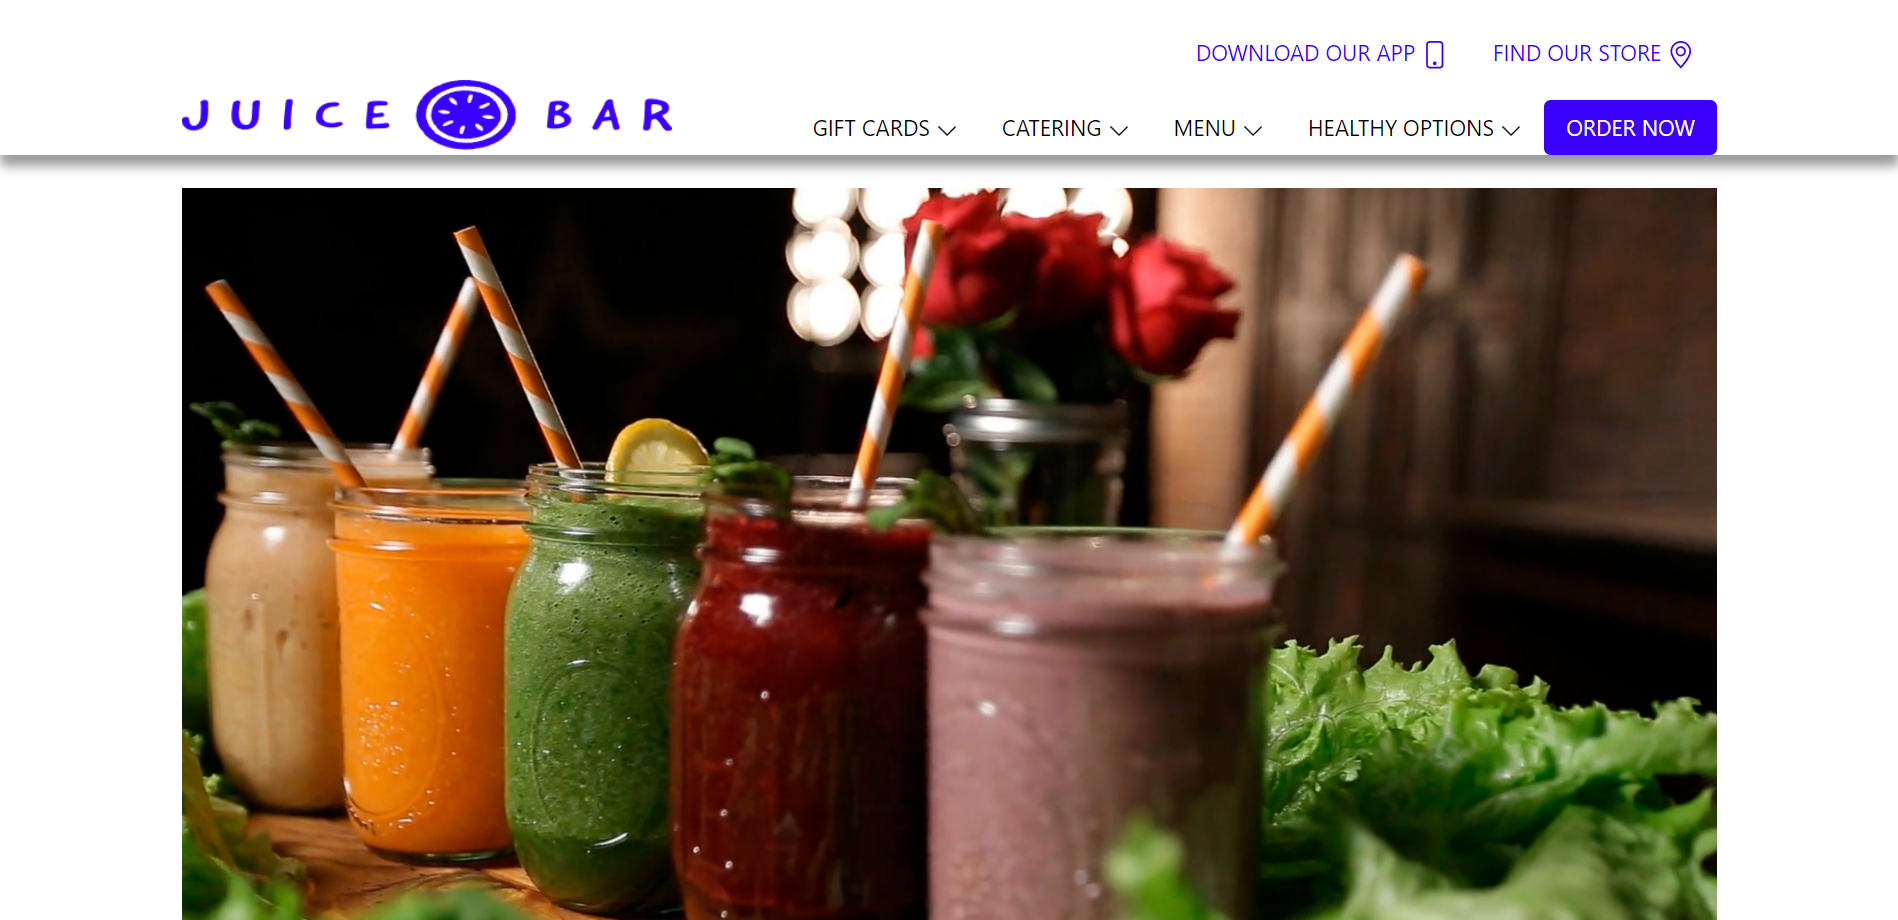 DOWNLOAD OUR APP FIND OUR STORE
JUICE BAR
GIFT CARDS CATERING MENU HEALTHY OPTIONS ORDER NOW